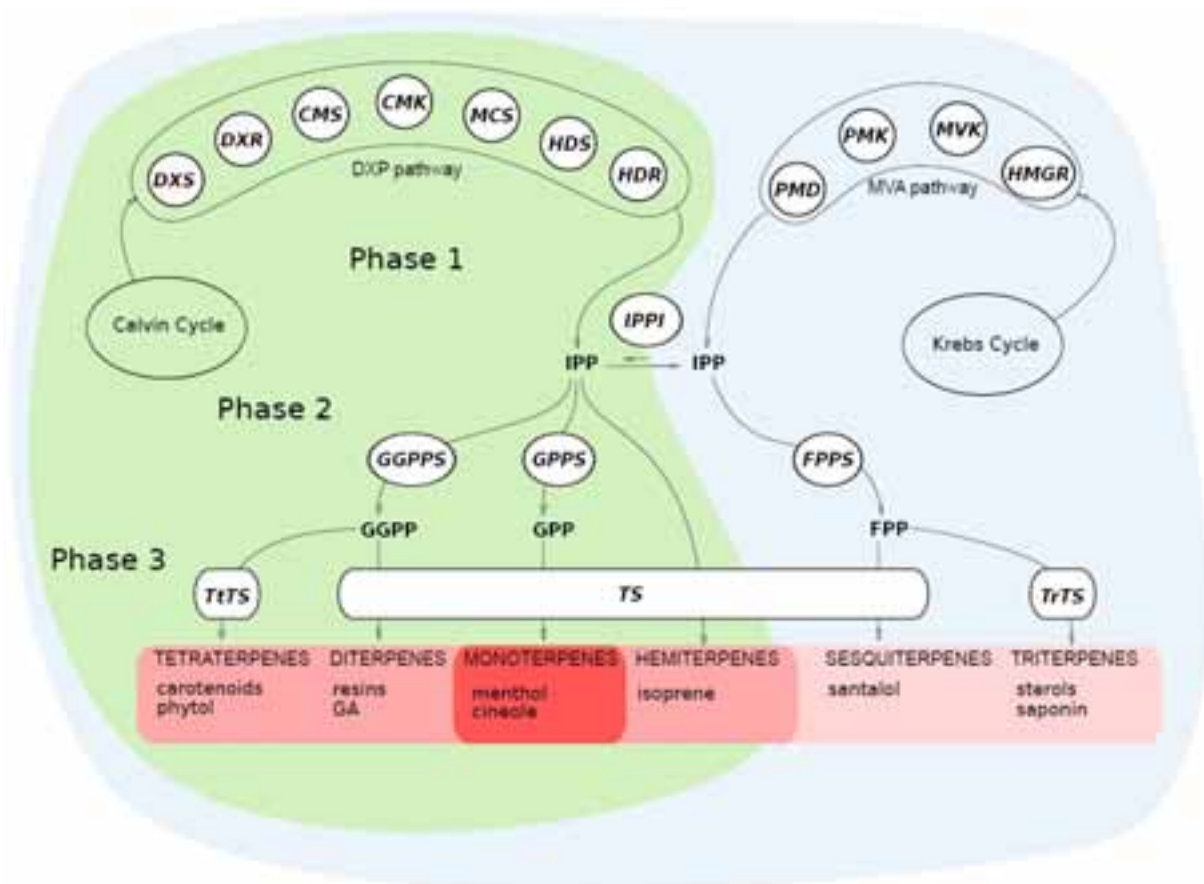 CMK
CMS
MCS
DXR
HDS
DXS
DXP pathway
HDR
PMK
MVK
PMD
MVA pathway
HMGR
Phase 1
Calvin Cycle
IPPI
Krebs Cycle
IPP
IPP
Phase 2
GGPPS
GPPS
FPPS
GGPP
GPP
FPP
Phase 3
TtTS
TS
TrTS
TETRATERPENES
carotenoids
phytol
DITERPENES
resins
GA
MONOTERPENES
menthol
cineole
HEMITERPENES
isoprene
SESQUITERPENES
santalol
TRITERPENES
sterols
saponin